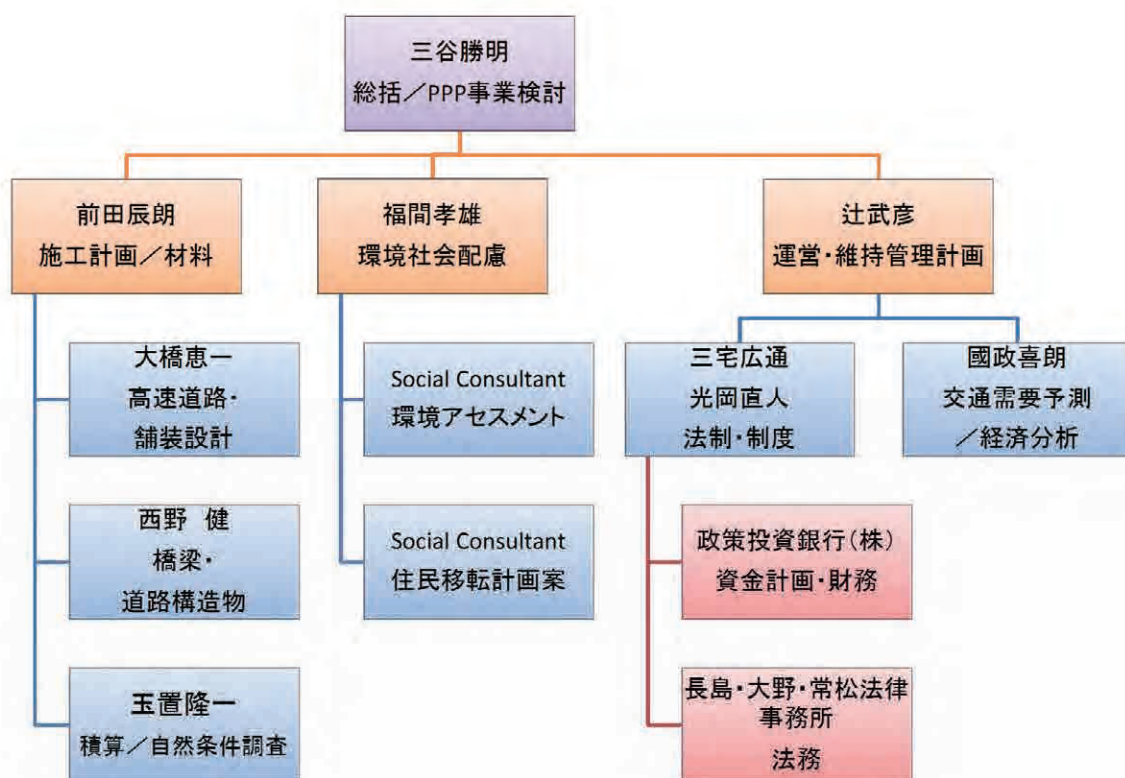 三谷勝明
総括／PPP事業検討
前田辰朗
施工計画／材料
福間孝雄
環境社会配慮
辻武彦
運営・維持管理計画
大橋恵一
高速道路・
舗装設計
西野　健
橋梁・
道路構造物
玉置隆一
積算／自然条件調査
Social Consultant
環境アセスメント
Social Consultant
住民移転計画案
三宅広通
光岡直人
法制・制度
國政喜朗
交通需要予測
／経済分析
政策投資銀行（株）
資金計画・財務
長島・大野・常松法律
事務所
法務